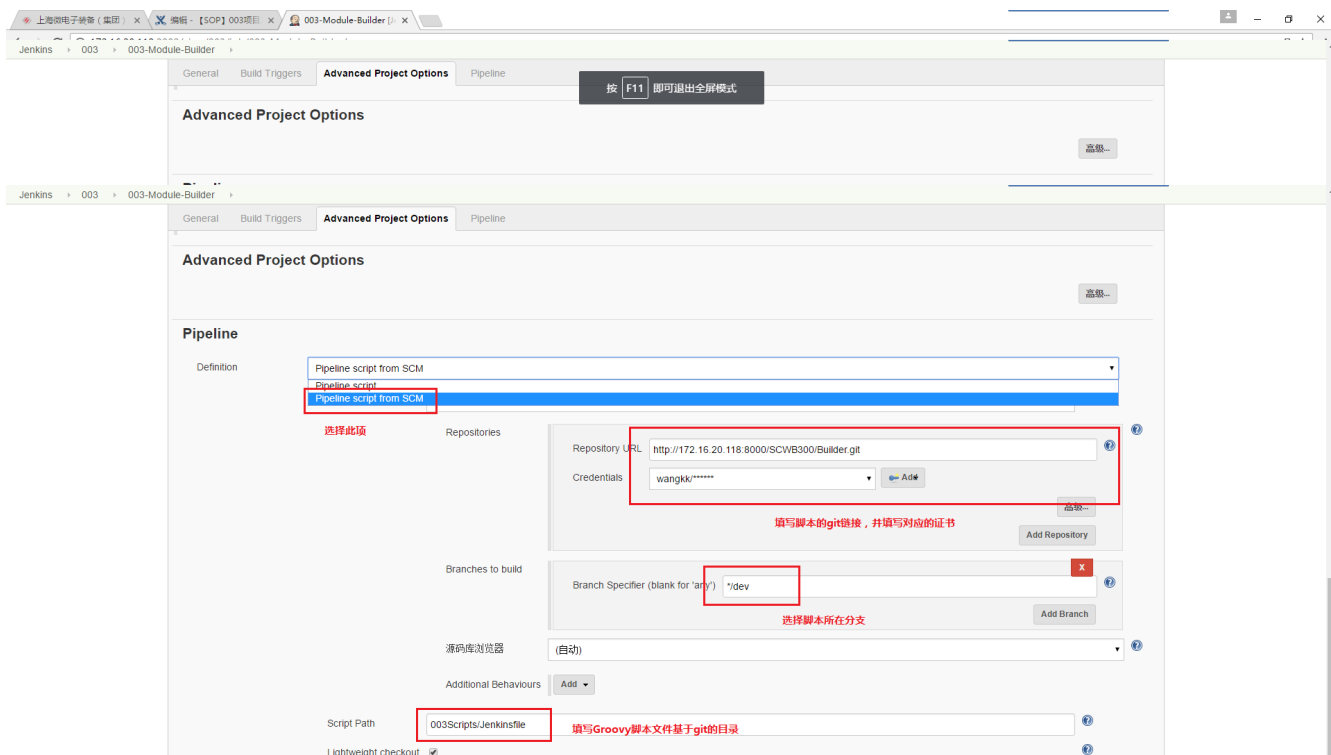 上海微电子装备（集团） × 编辑 - 【SOP】003项目 × 003-Module-Builder [Je ×
Jenkins › 003 › 003-Module-Builder ›
General Build Triggers Advanced Project Options Pipeline
按 F11 即可退出全屏模式
Advanced Project Options
高级...
Jenkins › 003 › 003-Module-Builder ›
General Build Triggers Advanced Project Options Pipeline
Advanced Project Options
高级...
Pipeline
Definition Pipeline script from SCM
Pipeline script
Pipeline script from SCM
选择此项
Repositories
Repository URL http://172.16.20.118:8000/SCWB300/Builder.git
Credentials wangkk/****** Add
高级...
填写脚本的git链接，并填写对应的证书
Add Repository
Branches to build X
Branch Specifier (blank for 'any') */dev
Add Branch
选择脚本所在分支
源码库浏览器 (自动)
Additional Behaviours Add
Script Path 003Scripts/Jenkinsfile 填写Groovy脚本文件基于git的目录
Lightweight checkout